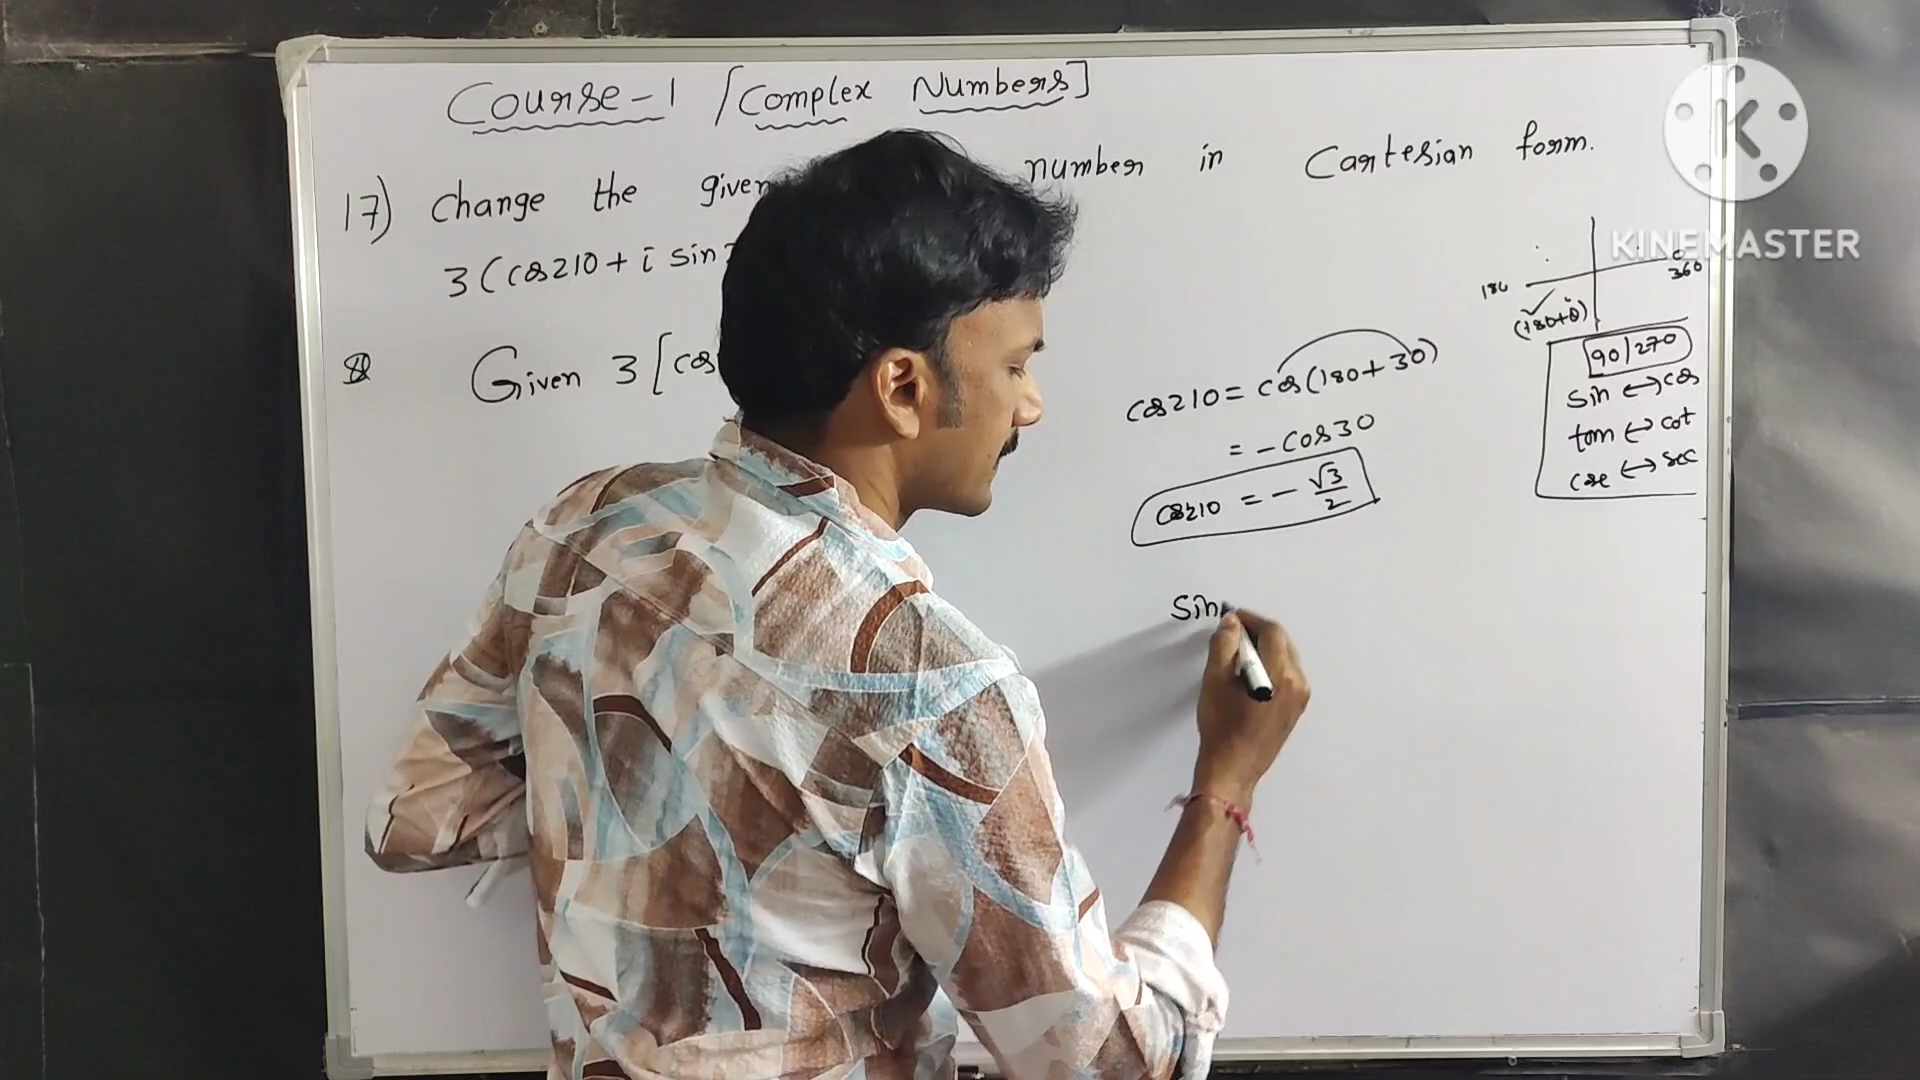 Course-1 [Complex Numbers]
17) change the given number in Cartesian form.
3(cos210 + i sin
Given 3[cos
cos210 = cos(180+30)
= -cos30
cos210 = - √3/2
Sin
180
360
(180+θ)
90/270
Sin ↔ cos
tan ↔ cot
csc ↔ sec
K
KINEMASTER